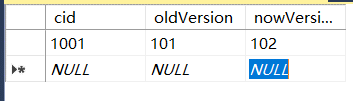 cid oldVersion nowVersi...
1001 101 102
NULL NULL NULL